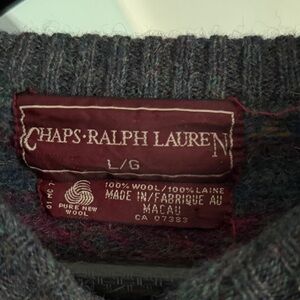 CHAPS·RALPH LAUREN
L/G
100% WOOL/100% LAINE
MADE IN/FABRIQUE AU
MACAU
CA 07383
PURE NEW
WOOL